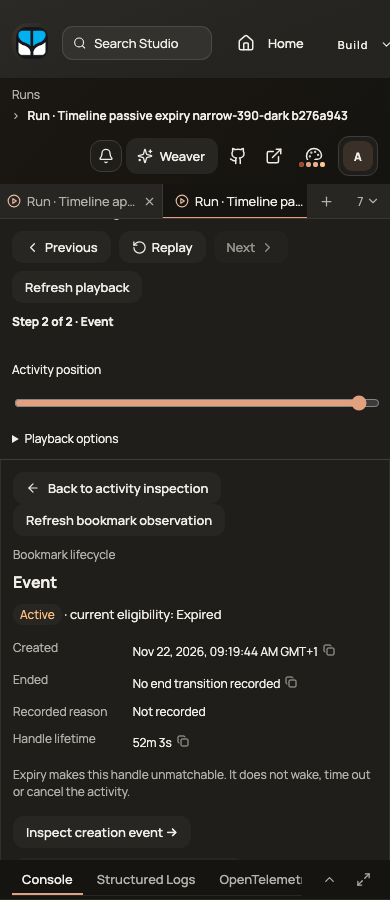 Search Studio
Home
Build
Runs
› Run · Timeline passive expiry narrow-390-dark b276a943
Weaver
A
Run · Timeline ap...
Run · Timeline pa...
7
Previous
Replay
Next
Refresh playback
Step 2 of 2 · Event
Activity position
Playback options
Back to activity inspection
Refresh bookmark observation
Bookmark lifecycle
Event
Active · current eligibility: Expired
Created Nov 22, 2026, 09:19:44 AM GMT+1
Ended No end transition recorded
Recorded reason Not recorded
Handle lifetime 52m 3s
Expiry makes this handle unmatchable. It does not wake, time out
or cancel the activity.
Inspect creation event →
Console
Structured Logs
OpenTelemet